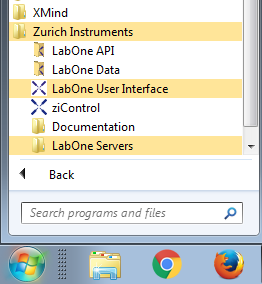 XMind
Zurich Instruments
LabOne API
LabOne Data
LabOne User Interface
ziControl
Documentation
LabOne Servers
Back
Search programs and files